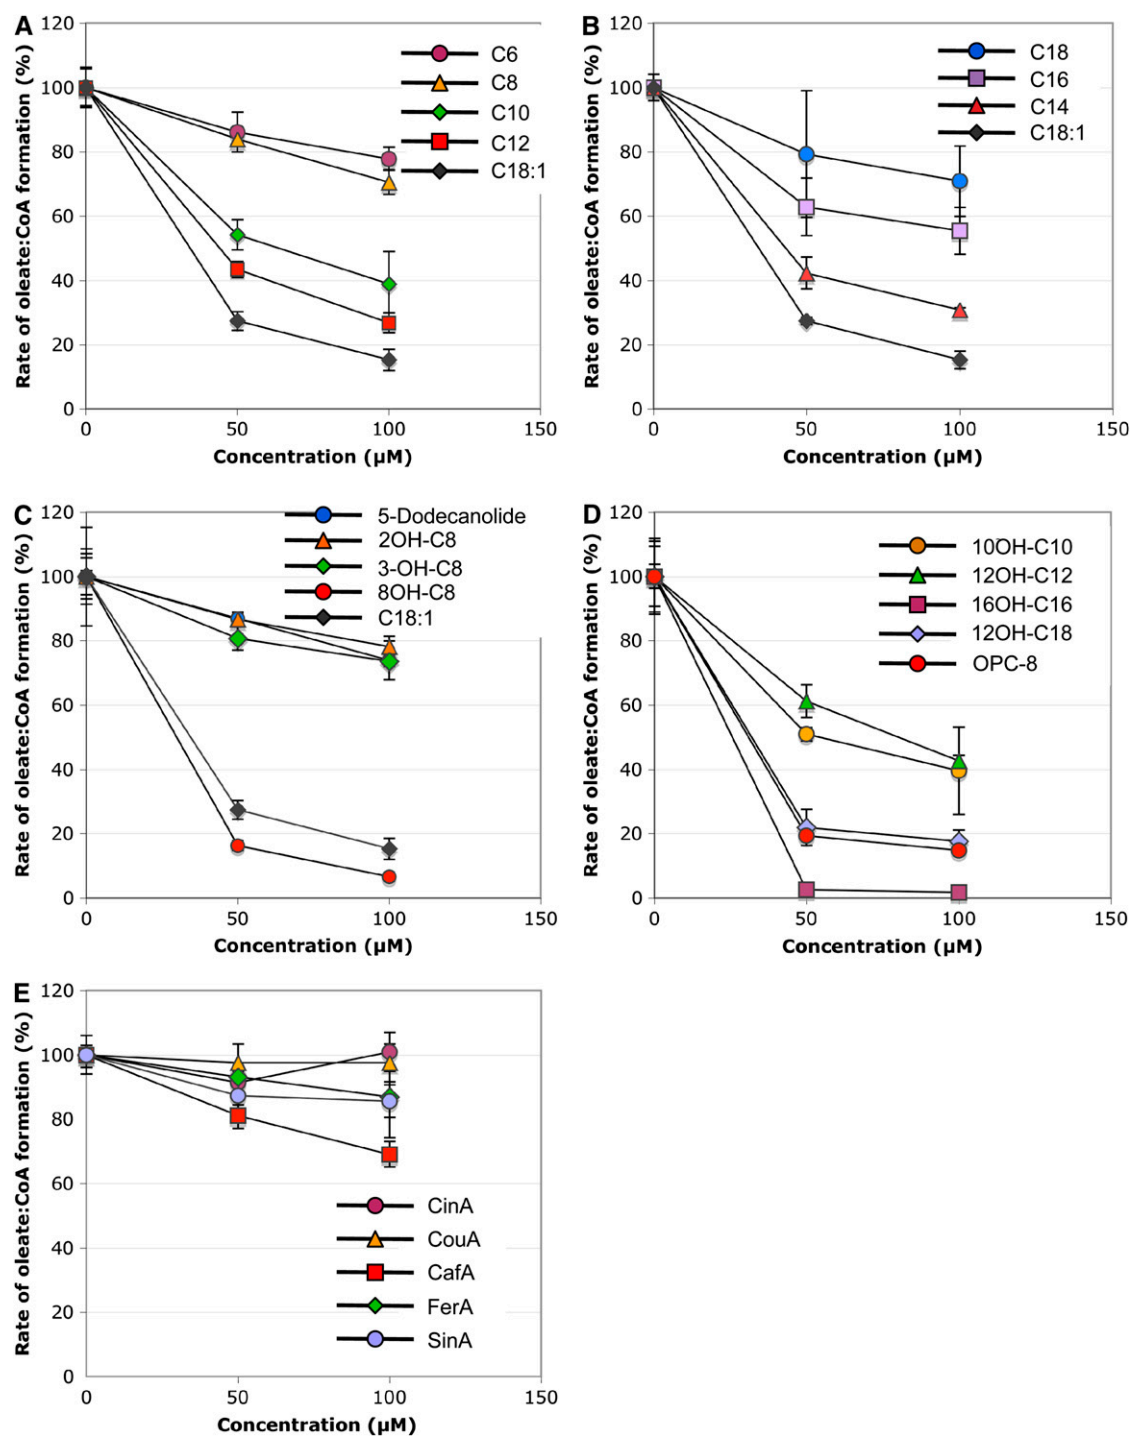 A
Rate of oleate:CoA formation (%)
120
100
80
60
40
20
0
0
50
100
150
Concentration (µM)
C6
C8
C10
C12
C18:1
B
Rate of oleate:CoA formation (%)
120
100
80
60
40
20
0
0
50
100
150
Concentration (µM)
C18
C16
C14
C18:1
C
Rate of oleate:CoA formation (%)
120
100
80
60
40
20
0
0
50
100
150
Concentration (µM)
5-Dodecanolide
2OH-C8
3-OH-C8
8OH-C8
C18:1
D
Rate of oleate:CoA formation (%)
120
100
80
60
40
20
0
0
50
100
150
Concentration (µM)
10OH-C10
12OH-C12
16OH-C16
12OH-C18
OPC-8
E
Rate of oleate:CoA formation (%)
120
100
80
60
40
20
0
0
50
100
150
Concentration (µM)
CinA
CouA
CafA
FerA
SinA